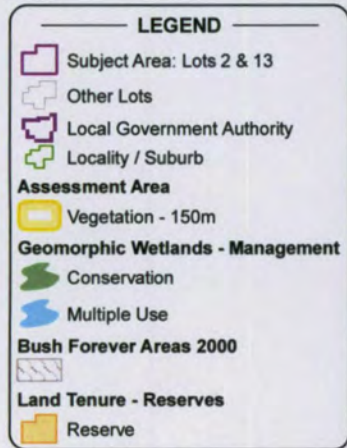 LEGEND
Subject Area: Lots 2 & 13
Other Lots
Local Government Authority
Locality / Suburb
Assessment Area
Vegetation - 150m
Geomorphic Wetlands - Management
Conservation
Multiple Use
Bush Forever Areas 2000
Land Tenure - Reserves
Reserve